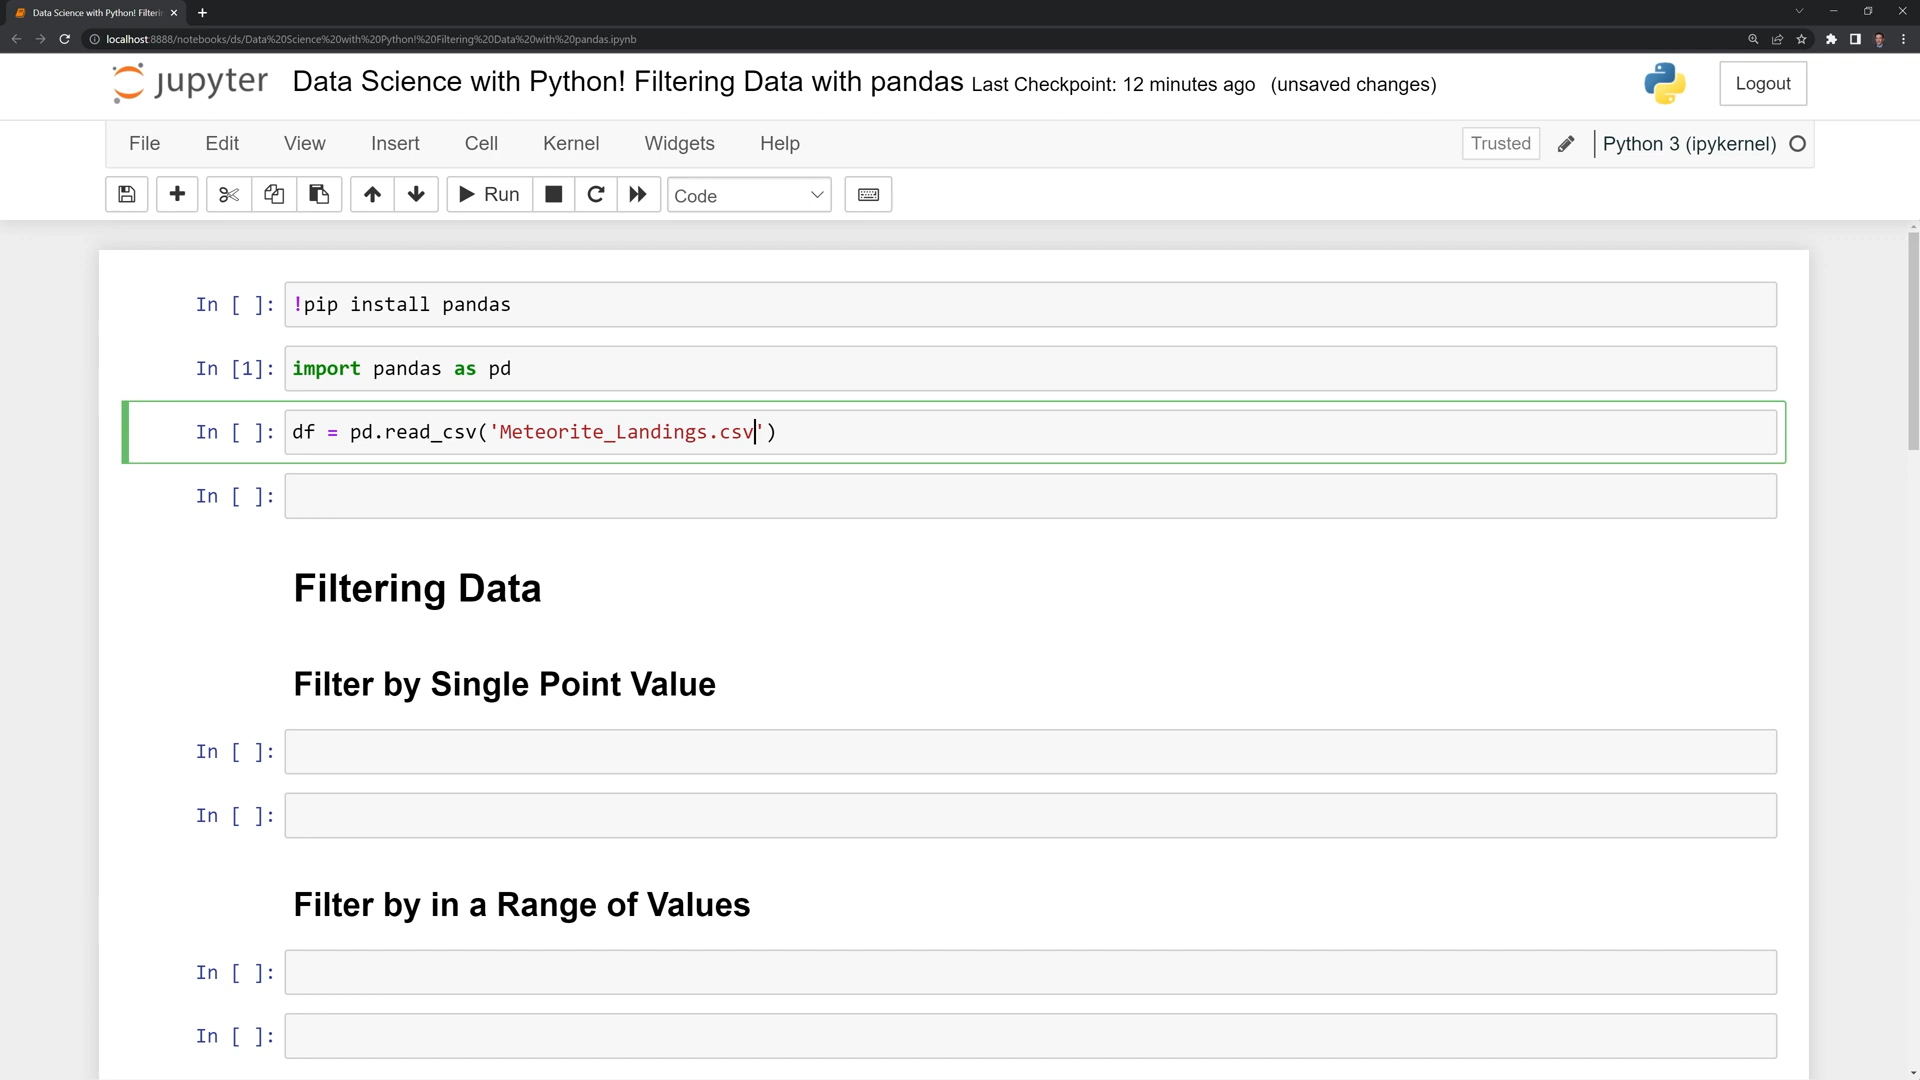 Data Science with Python! Filterin
localhost:8888/notebooks/ds/Data%20Science%20with%20Python!%20Filtering%20Data%20with%20pandas.ipynb
jupyter Data Science with Python! Filtering Data with pandas Last Checkpoint: 12 minutes ago (unsaved changes) Logout
File Edit View Insert Cell Kernel Widgets Help Trusted Python 3 (ipykernel)
Run Code
In [ ]: !pip install pandas
In [1]: import pandas as pd
In [ ]: df = pd.read_csv('Meteorite_Landings.csv')
In [ ]:
Filtering Data
Filter by Single Point Value
In [ ]:
In [ ]:
Filter by in a Range of Values
In [ ]:
In [ ]: